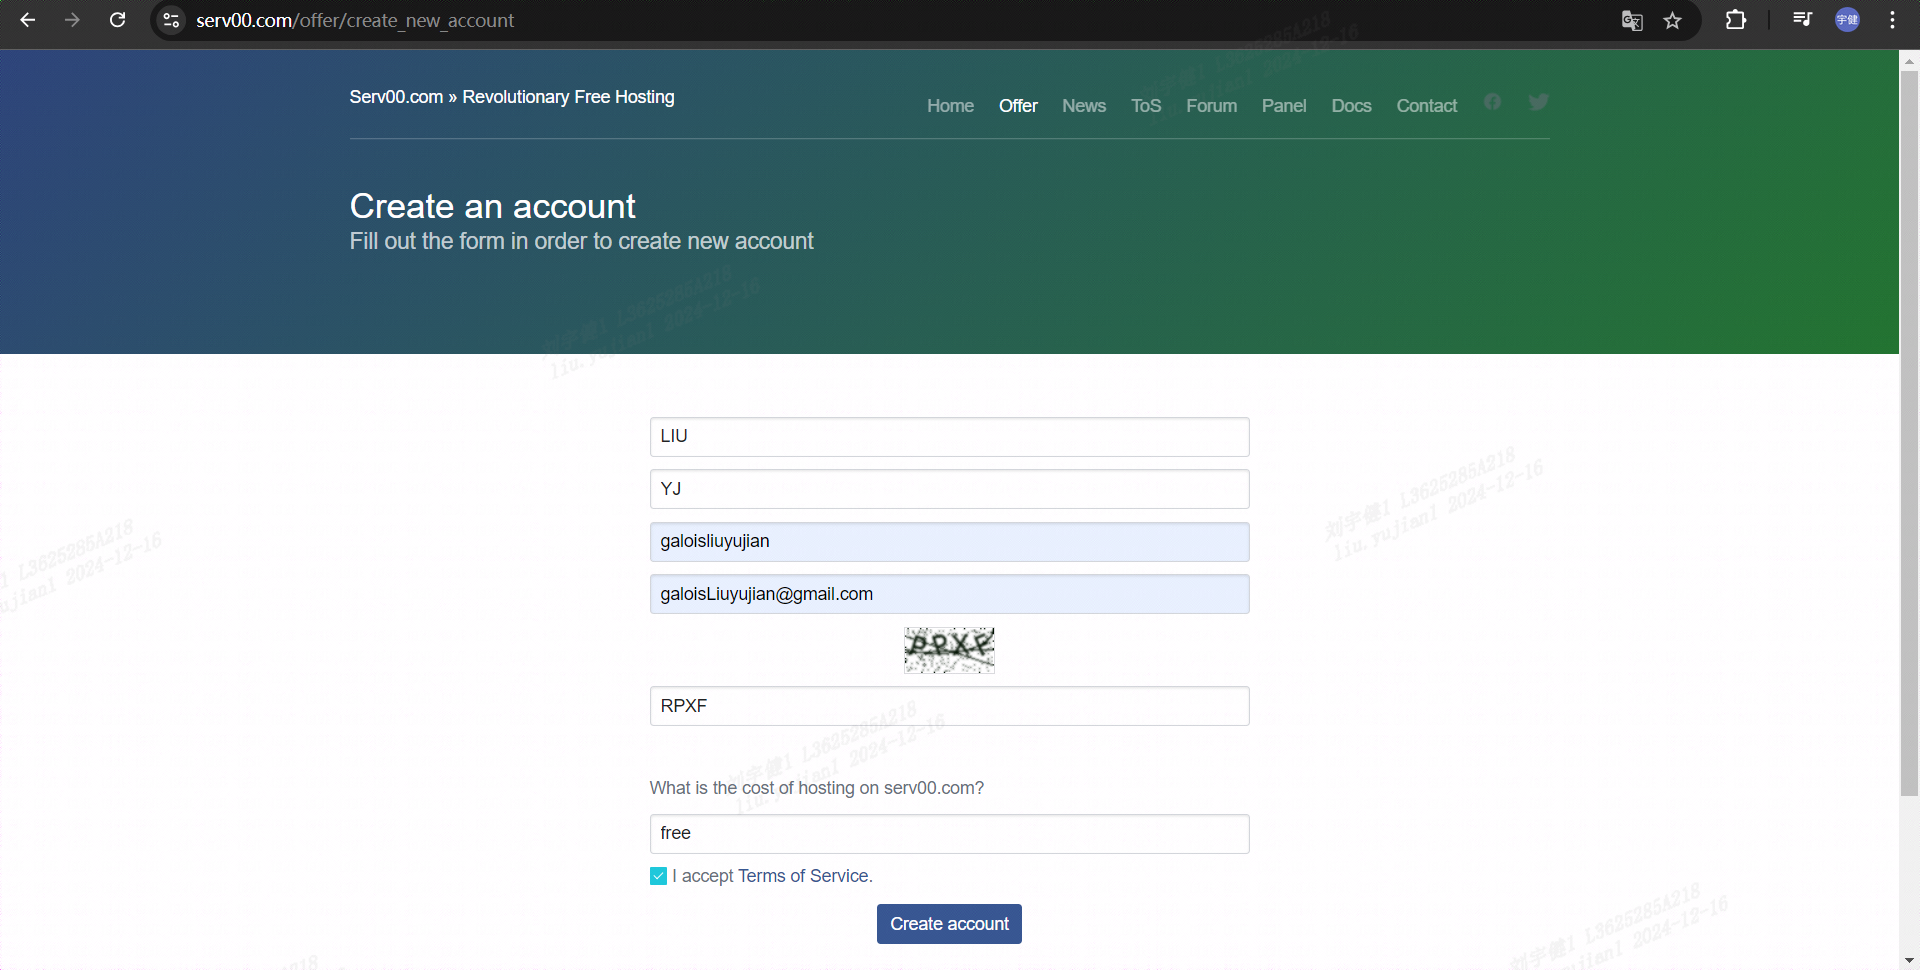 serv00.com/offer/create_new_account
宇健
Serv00.com » Revolutionary Free Hosting
Home Offer News ToS Forum Panel Docs Contact
Create an account
Fill out the form in order to create new account
LIU
YJ
galoisliuyujian
galoisLiuyujian@gmail.com
RPXF
What is the cost of hosting on serv00.com?
free
I accept Terms of Service.
Create account
刘宇健1 L3625285A218
liu.yujian1 2024-12-16